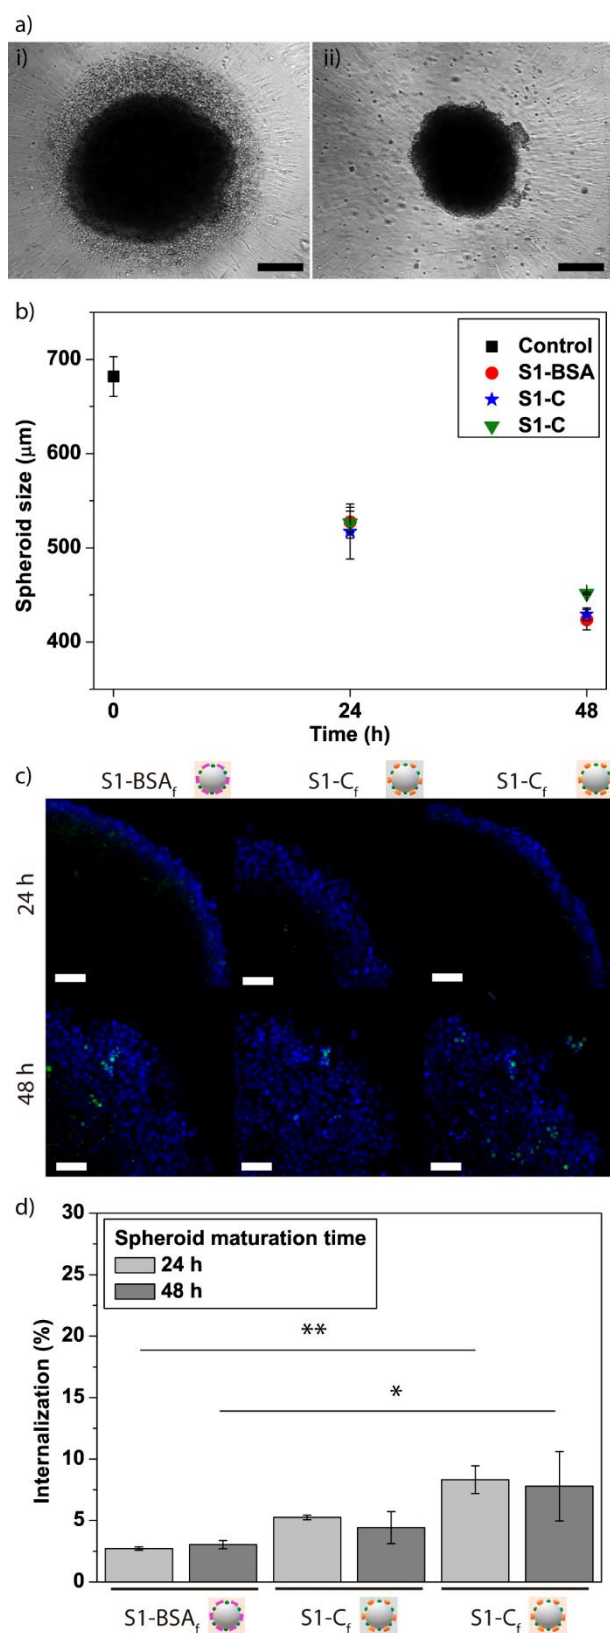 a)
i) ii)
b)
700
600
500
400
Spheroid size (μm)
0 24 48
Time (h)
Control
S1-BSA
S1-C
S1-C
c)
S1-BSAf S1-Cf S1-Cf
24 h
48 h
d)
30
25
20
15
10
5
0
Internalization (%)
Spheroid maturation time
24 h
48 h
**
*
S1-BSAf S1-Cf S1-Cf